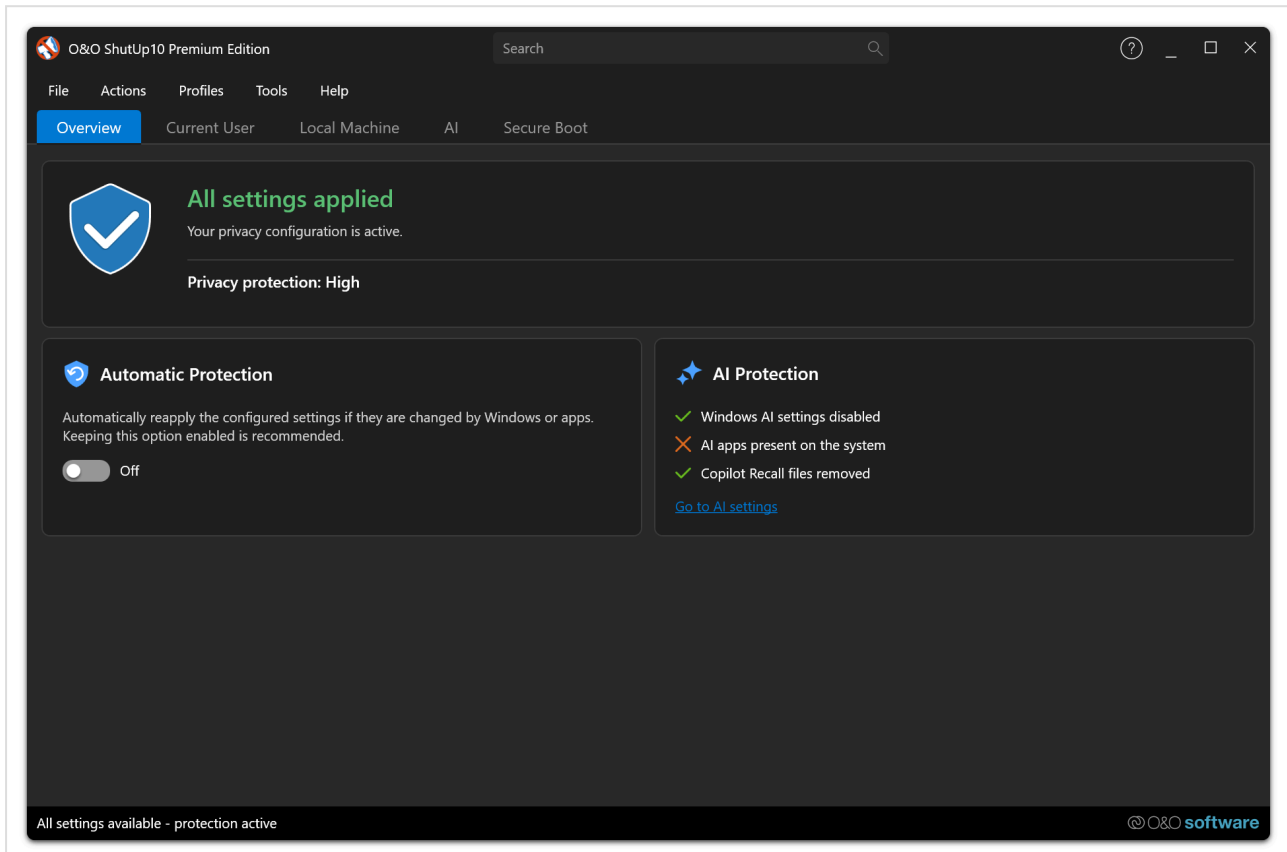 O&O ShutUp10 Premium Edition
Search
?
File Actions Profiles Tools Help
Overview Current User Local Machine AI Secure Boot
All settings applied
Your privacy configuration is active.
Privacy protection: High
Automatic Protection
Automatically reapply the configured settings if they are changed by Windows or apps.
Keeping this option enabled is recommended.
Off
AI Protection
Windows AI settings disabled
AI apps present on the system
Copilot Recall files removed
Go to AI settings
All settings available - protection active
O&O software